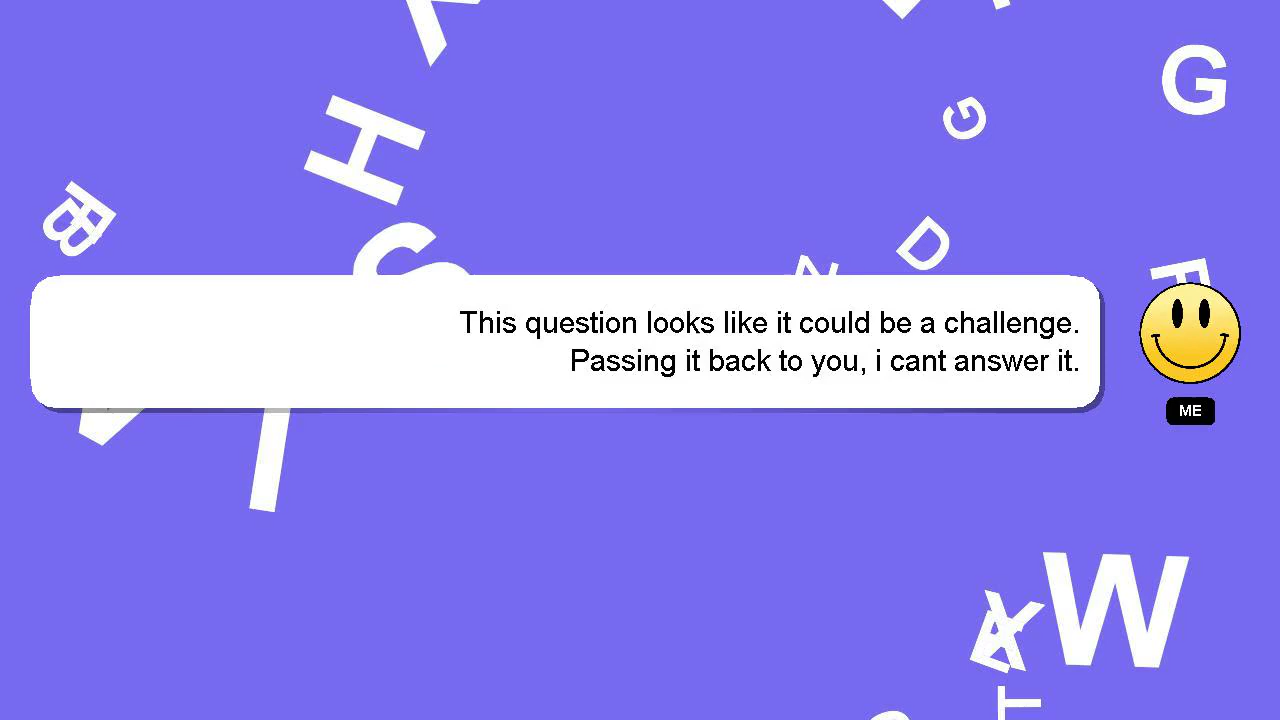 G
H
G
B
R
S
D
Z
F
This question looks like it could be a challenge.
Passing it back to you, i cant answer it.
ME
W
T